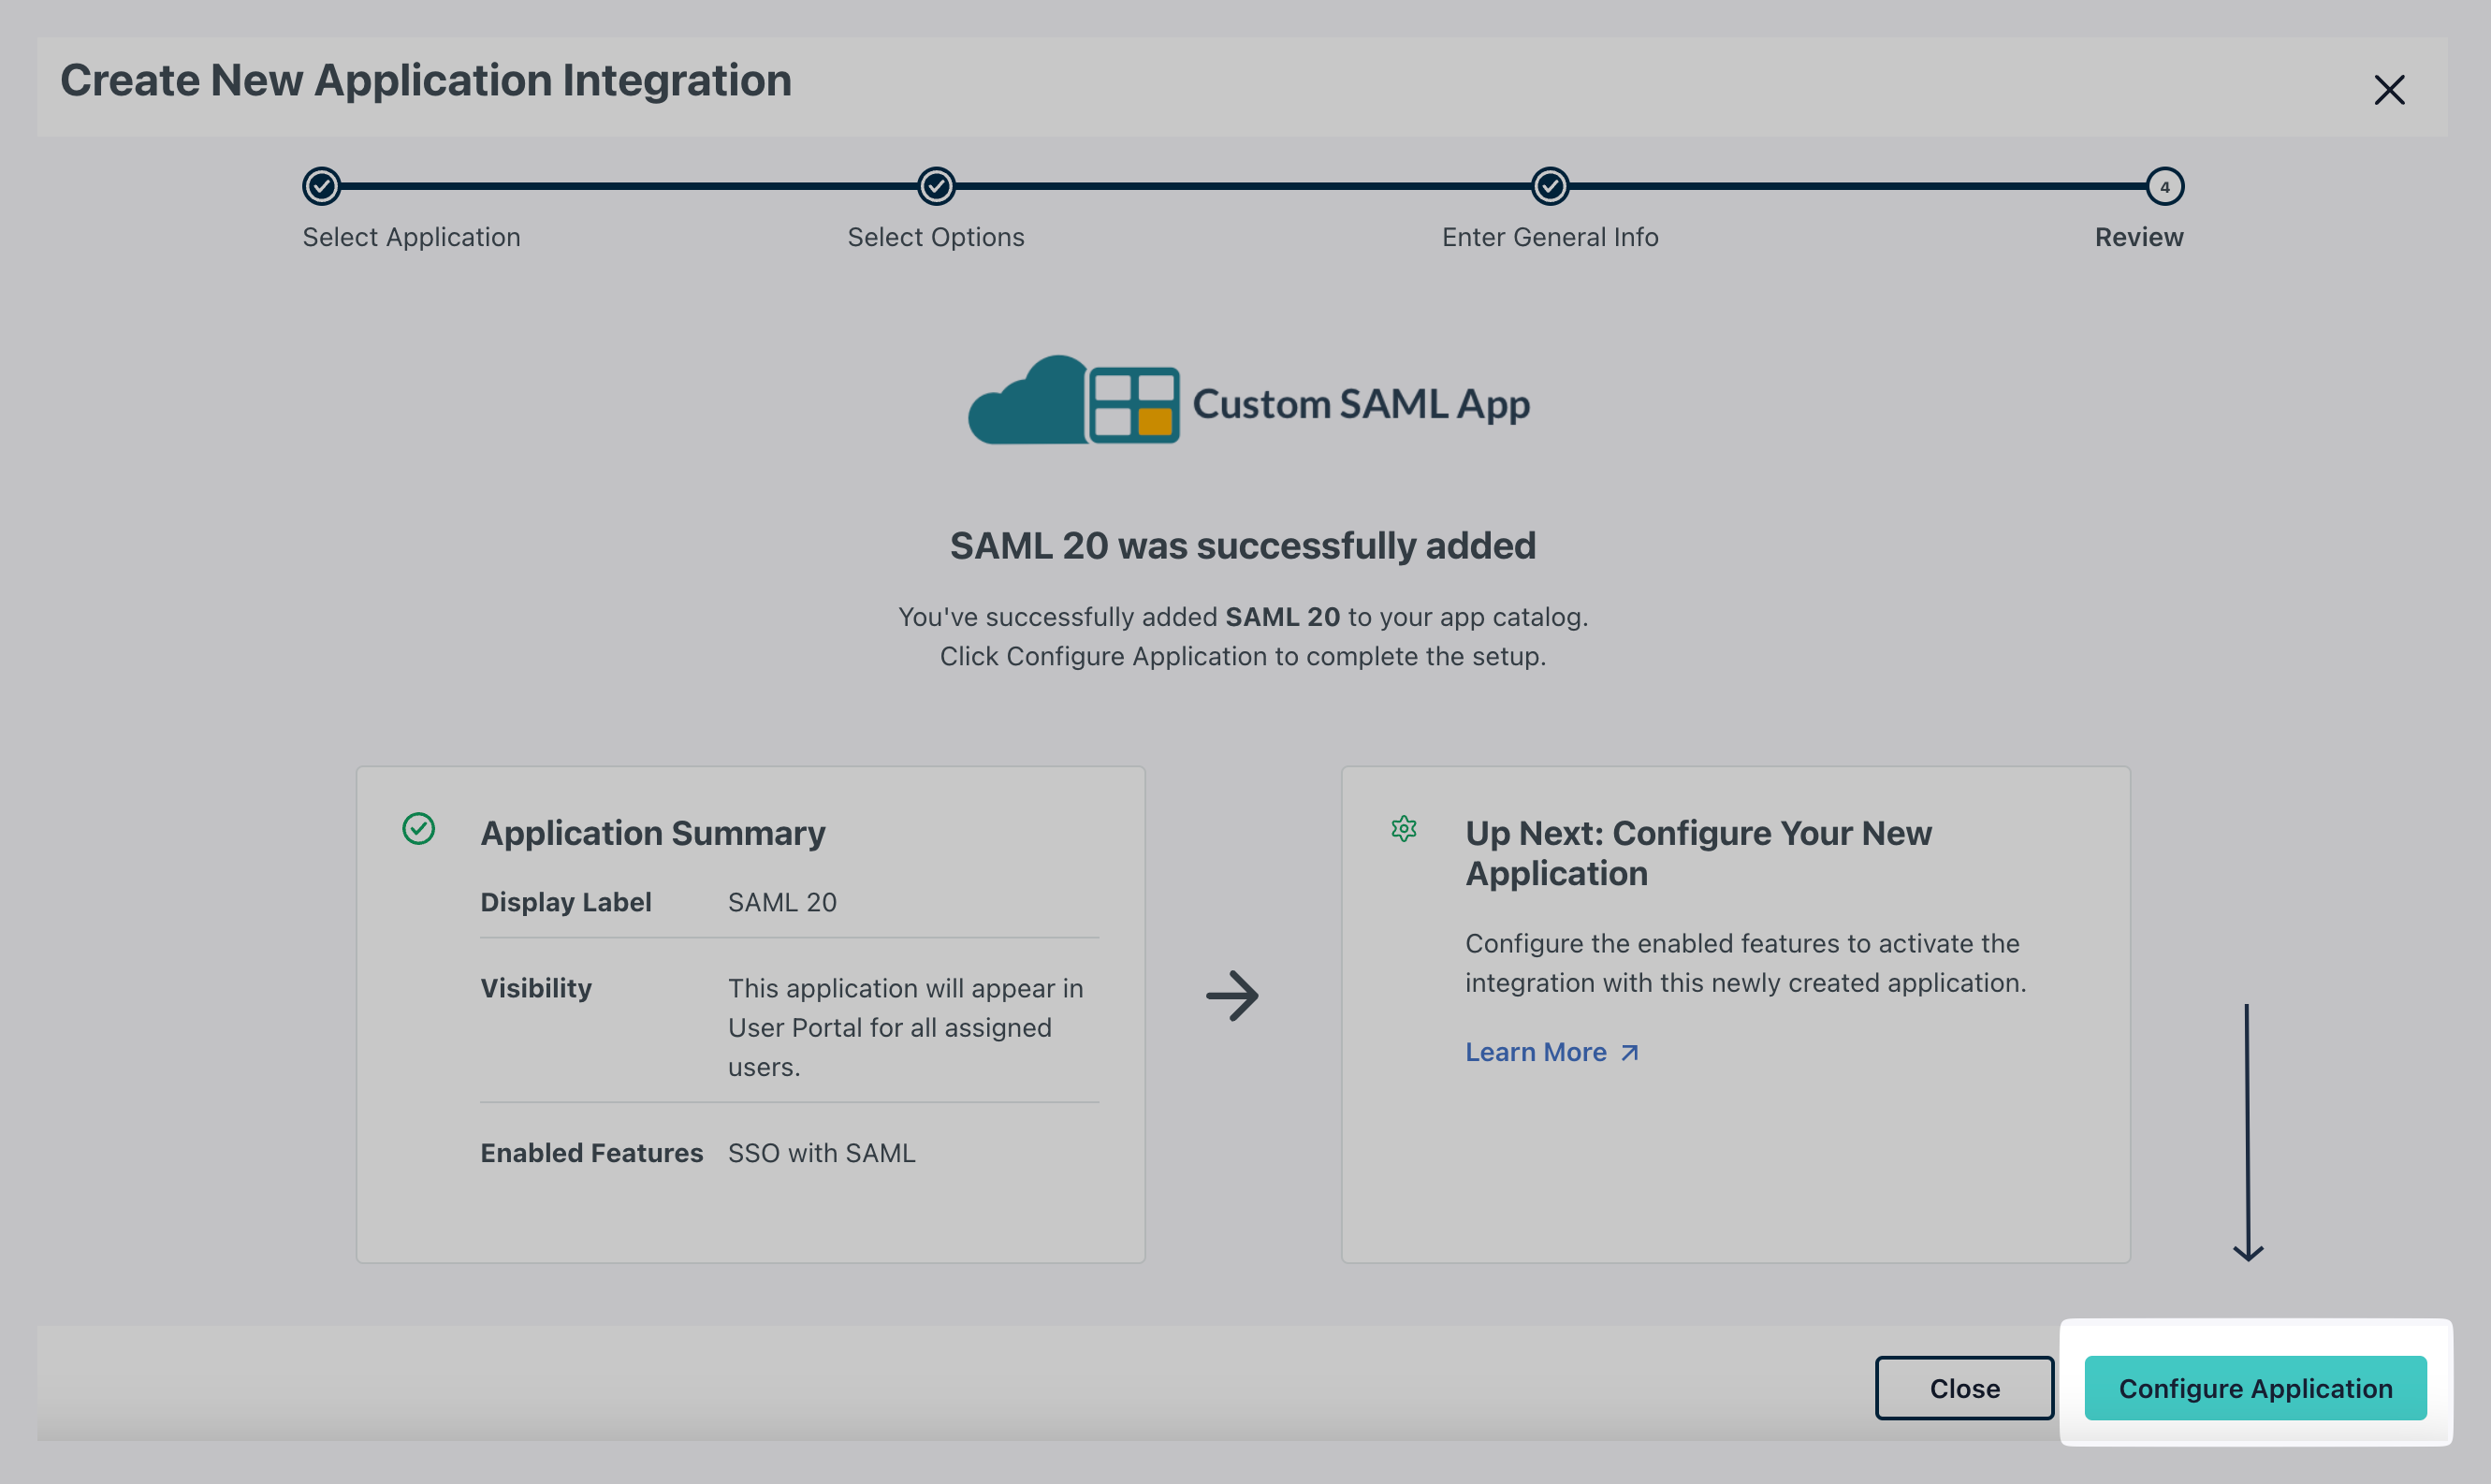 Create New Application Integration
4
Select Application
Select Options
Enter General Info
Review
Custom SAML App
SAML 20 was successfully added
You've successfully added SAML 20 to your app catalog.
Click Configure Application to complete the setup.
Application Summary
Display Label SAML 20
Visibility This application will appear in
User Portal for all assigned
users.
Enabled Features SSO with SAML
Up Next: Configure Your New
Application
Configure the enabled features to activate the
integration with this newly created application.
Learn More
Close
Configure Application